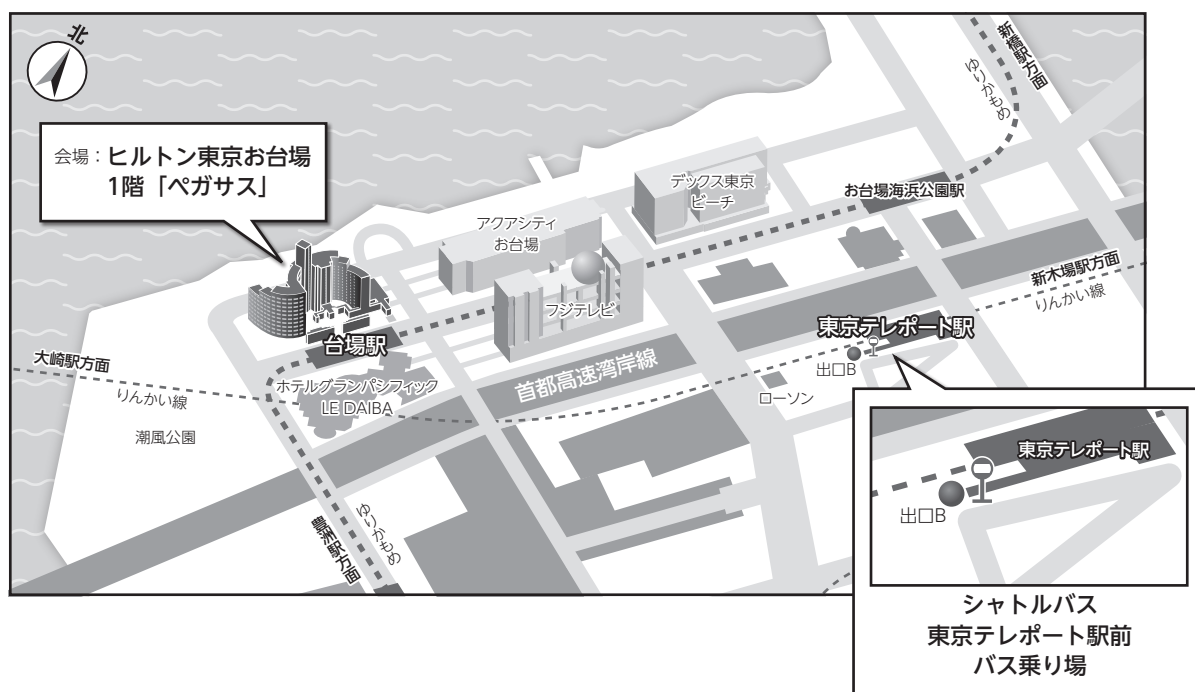 北
会場：ヒルトン東京お台場
1階「ペガサス」
新橋駅方面
ゆりかもめ
デックス東京
ビーチ
お台場海浜公園駅
アクアシティ
お台場
フジテレビ
新木場駅方面
りんかい線
台場駅
東京テレポート駅
出口B
大崎駅方面
りんかい線
潮風公園
ホテルグランパシフィック
LE DAIBA
首都高速湾岸線
ローソン
豊洲駅方面
ゆりかもめ
東京テレポート駅
出口B
シャトルバス
東京テレポート駅前
バス乗り場